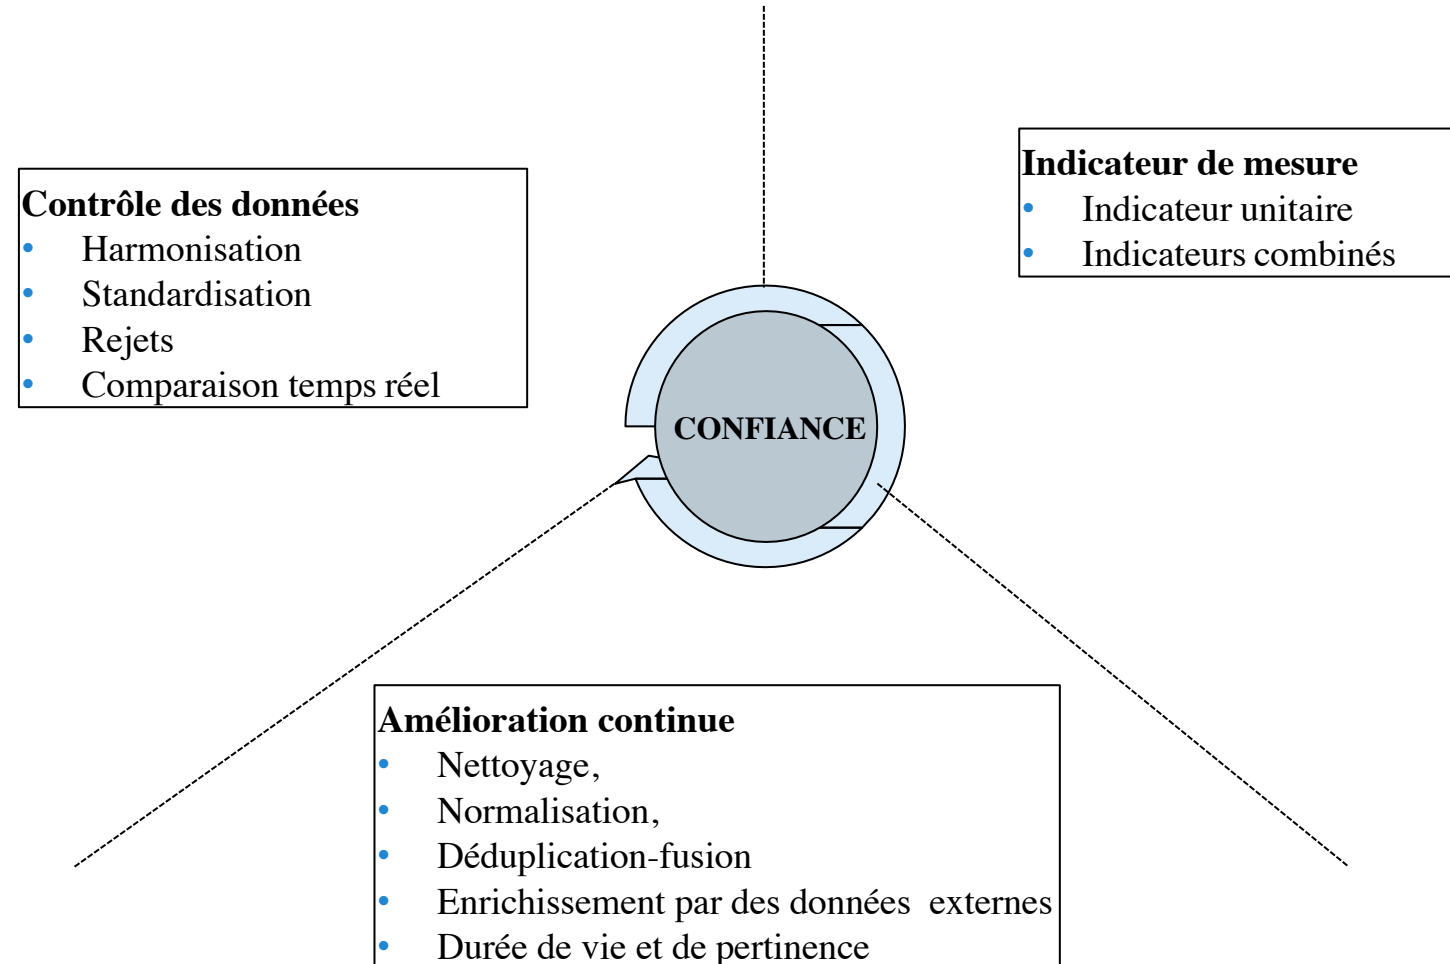 Contrôle des données
• Harmonisation
• Standardisation
• Rejets
• Comparaison temps réel
Indicateur de mesure
• Indicateur unitaire
• Indicateurs combinés
CONFIANCE
Amélioration continue
• Nettoyage,
• Normalisation,
• Déduplication-fusion
• Enrichissement par des données  externes
• Durée de vie et de pertinence